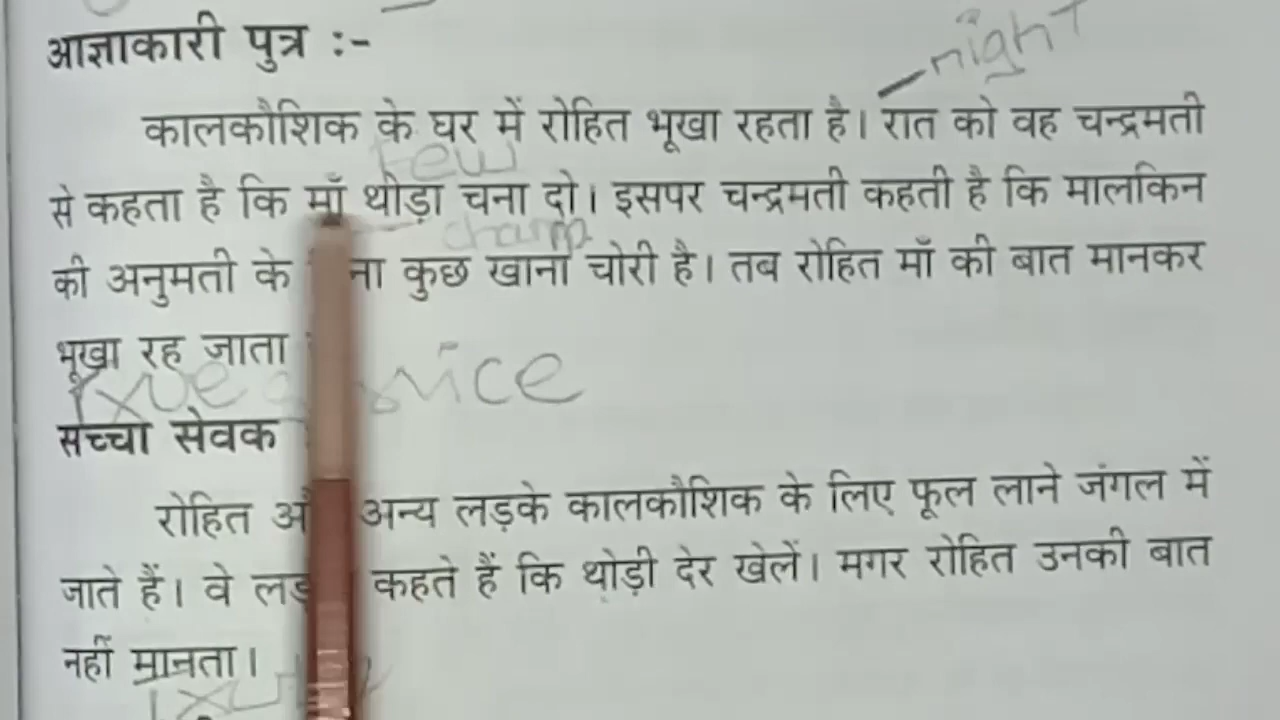 आज्ञाकारी पुत्र :-
night
कालकौशिक के घर में रोहित भूखा रहता है। रात को वह चन्द्रमती
few
से कहता है कि माँ थोड़ा चना दो। इसपर चन्द्रमती कहती है कि मालकिन
की अनुमती के ना कुछ खाना चोरी है। तब रोहित माँ की बात मानकर
भूखा रह जाता
सच्चा सेवक
रोहित अन्य लड़के कालकौशिक के लिए फूल लाने जंगल में
जाते हैं। वे कहते हैं कि थोड़ी देर खेलें। मगर रोहित उनकी बात
नहीं मानता।